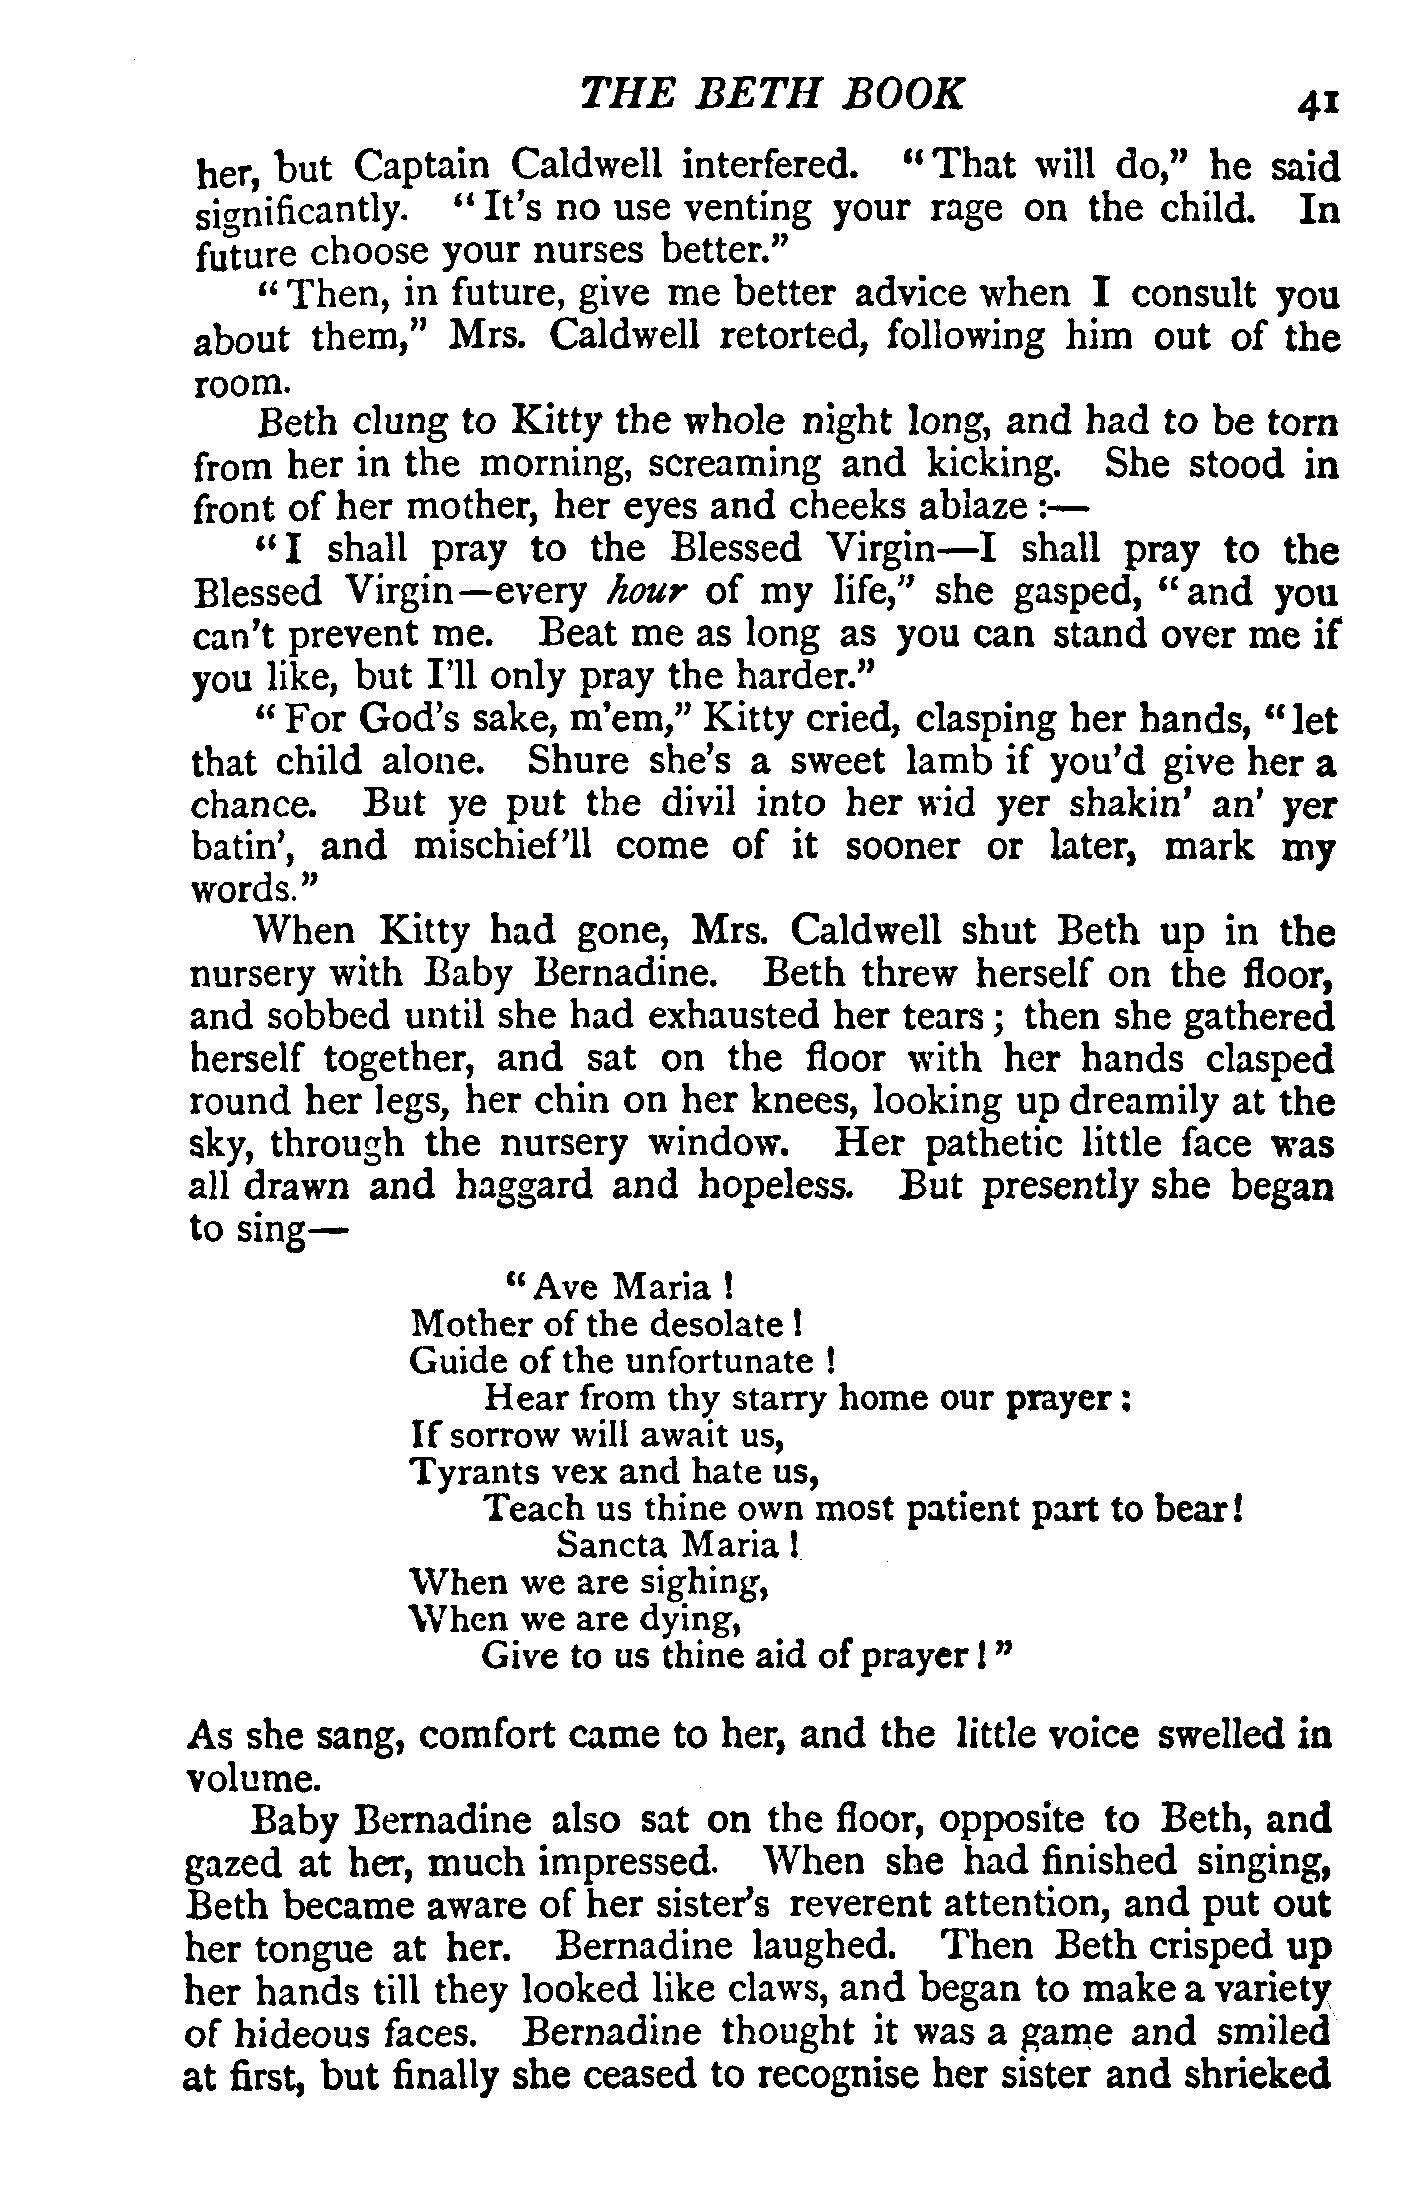 THE BETH BOOK 41
her, but Captain Caldwell interfered. “That will do,” he said
significantly. “It’s no use venting your rage on the child. In
future choose your nurses better.”
“Then, in future, give me better advice when I consult you
about them,” Mrs. Caldwell retorted, following him out of the
room.
Beth clung to Kitty the whole night long, and had to be torn
from her in the morning, screaming and kicking. She stood in
front of her mother, her eyes and cheeks ablaze :—
“I shall pray to the Blessed Virgin—I shall pray to the
Blessed Virgin—every hour of my life,” she gasped, “and you
can’t prevent me. Beat me as long as you can stand over me if
you like, but I’ll only pray the harder.”
“For God’s sake, m’em,” Kitty cried, clasping her hands, “let
that child alone. Shure she’s a sweet lamb if you’d give her a
chance. But ye put the divil into her wid yer shakin’ an’ yer
batin’, and mischief’ll come of it sooner or later, mark my
words.”
When Kitty had gone, Mrs. Caldwell shut Beth up in the
nursery with Baby Bernadine. Beth threw herself on the floor,
and sobbed until she had exhausted her tears ; then she gathered
herself together, and sat on the floor with her hands clasped
round her legs, her chin on her knees, looking up dreamily at the
sky, through the nursery window. Her pathetic little face was
all drawn and haggard and hopeless. But presently she began
to sing—
“Ave Maria !
Mother of the desolate !
Guide of the unfortunate !
Hear from thy starry home our prayer :
If sorrow will await us,
Tyrants vex and hate us,
Teach us thine own most patient part to bear!
Sancta Maria !
When we are sighing,
When we are dying,
Give to us thine aid of prayer ! ”
As she sang, comfort came to her, and the little voice swelled in
volume.
Baby Bernadine also sat on the floor, opposite to Beth, and
gazed at her, much impressed. When she had finished singing,
Beth became aware of her sister’s reverent attention, and put out
her tongue at her. Bernadine laughed. Then Beth crisped up
her hands till they looked like claws, and began to make a variety
of hideous faces. Bernadine thought it was a game and smiled
at first, but finally she ceased to recognise her sister and shrieked